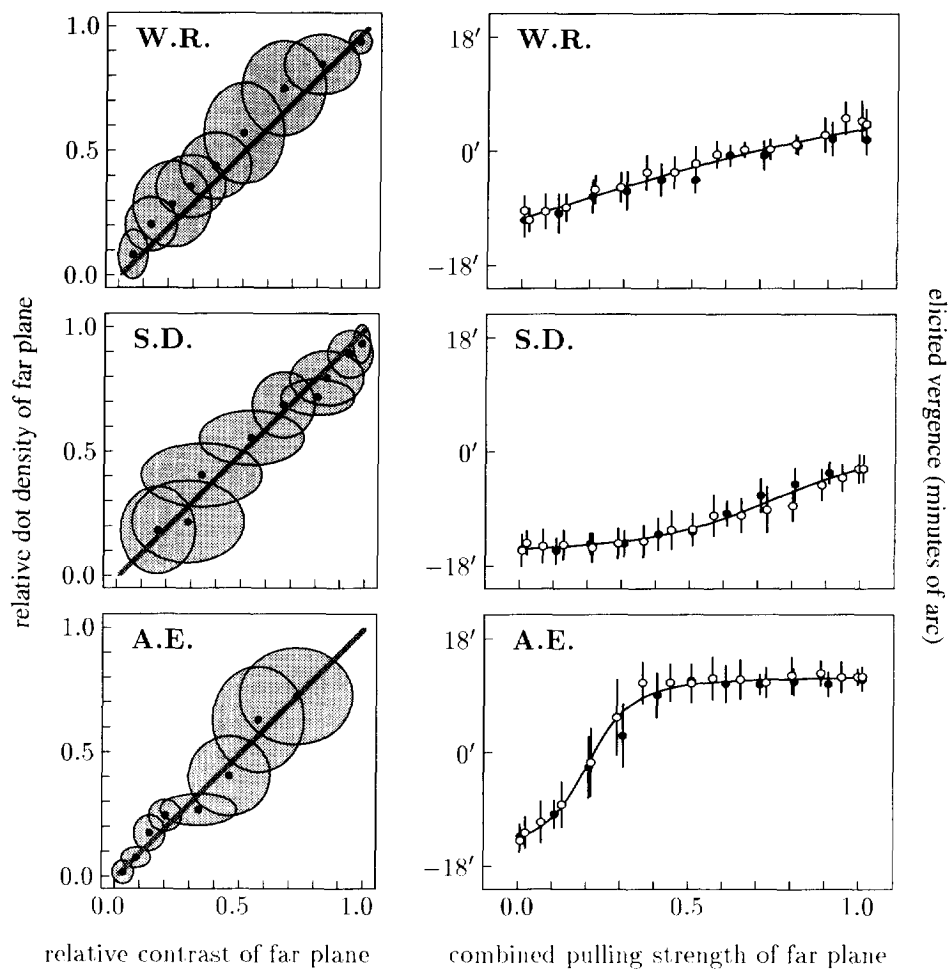 W.R.
1.0
0.5
0.0
W.R.
18′
0′
−18′
S.D.
1.0
0.5
0.0
S.D.
18′
0′
−18′
A.E.
1.0
0.5
0.0
A.E.
18′
0′
−18′
0.0 0.5 1.0
0.0 0.5 1.0
relative dot density of far plane
elicited vergence (minutes of arc)
relative contrast of far plane
combined pulling strength of far plane